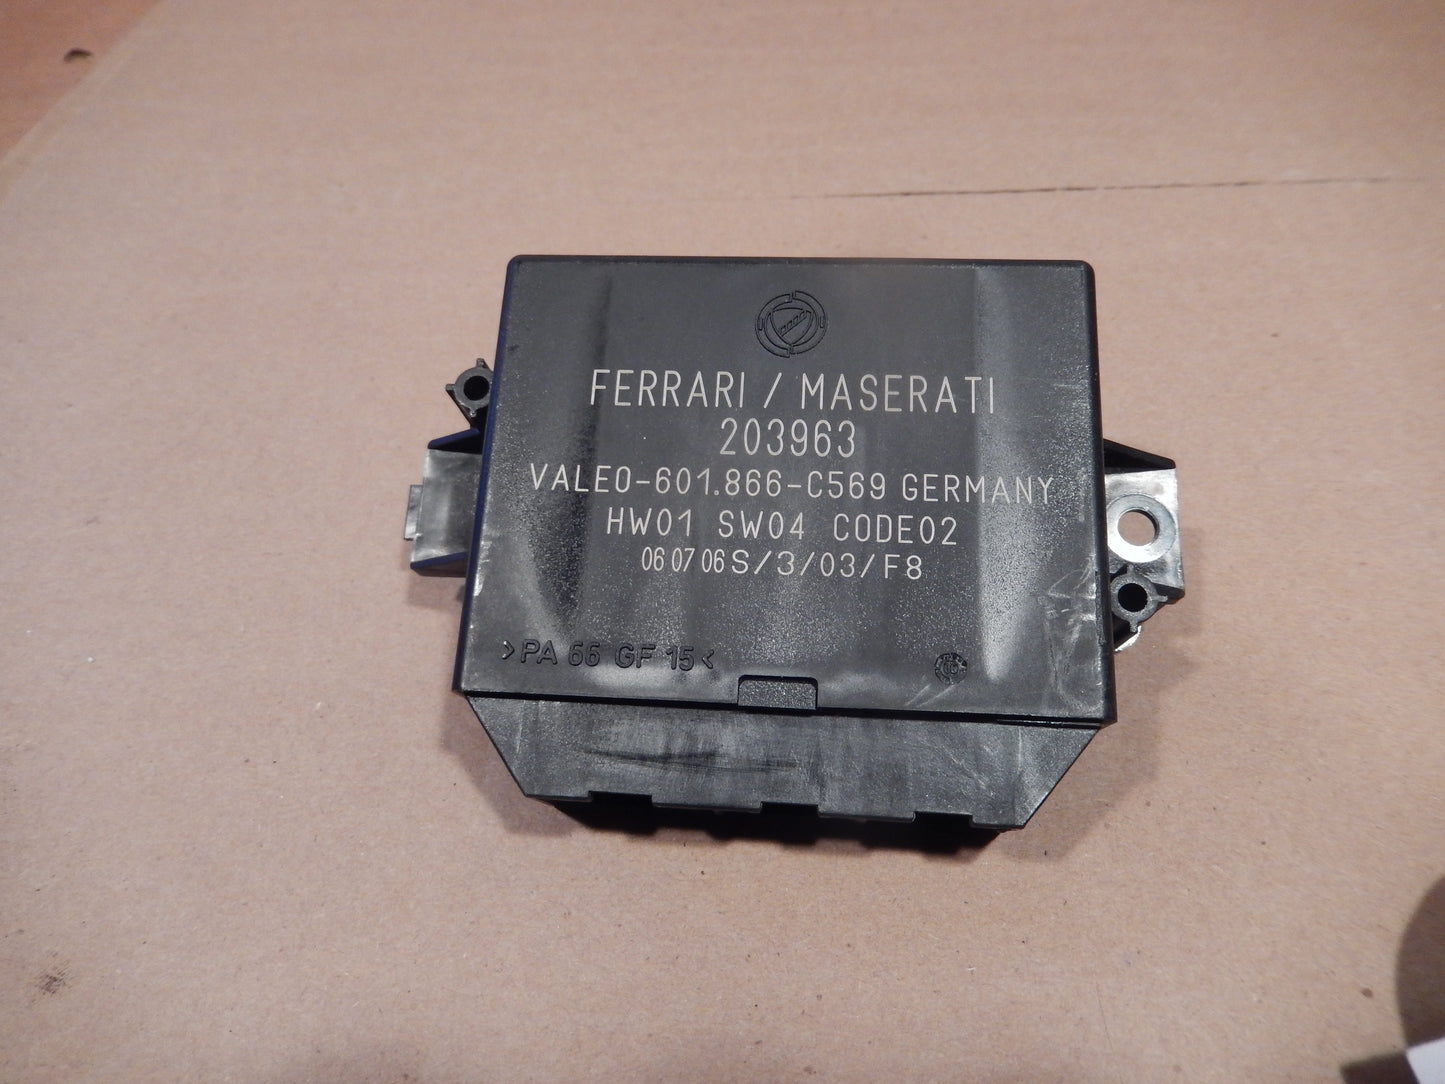 FERRARI / MASERATI
203963
VALEO-601.866-C569 GERMANY
HW01 SW04 CODE02
06 07 06 S/3/03/F8
>PA 66 GF 15<